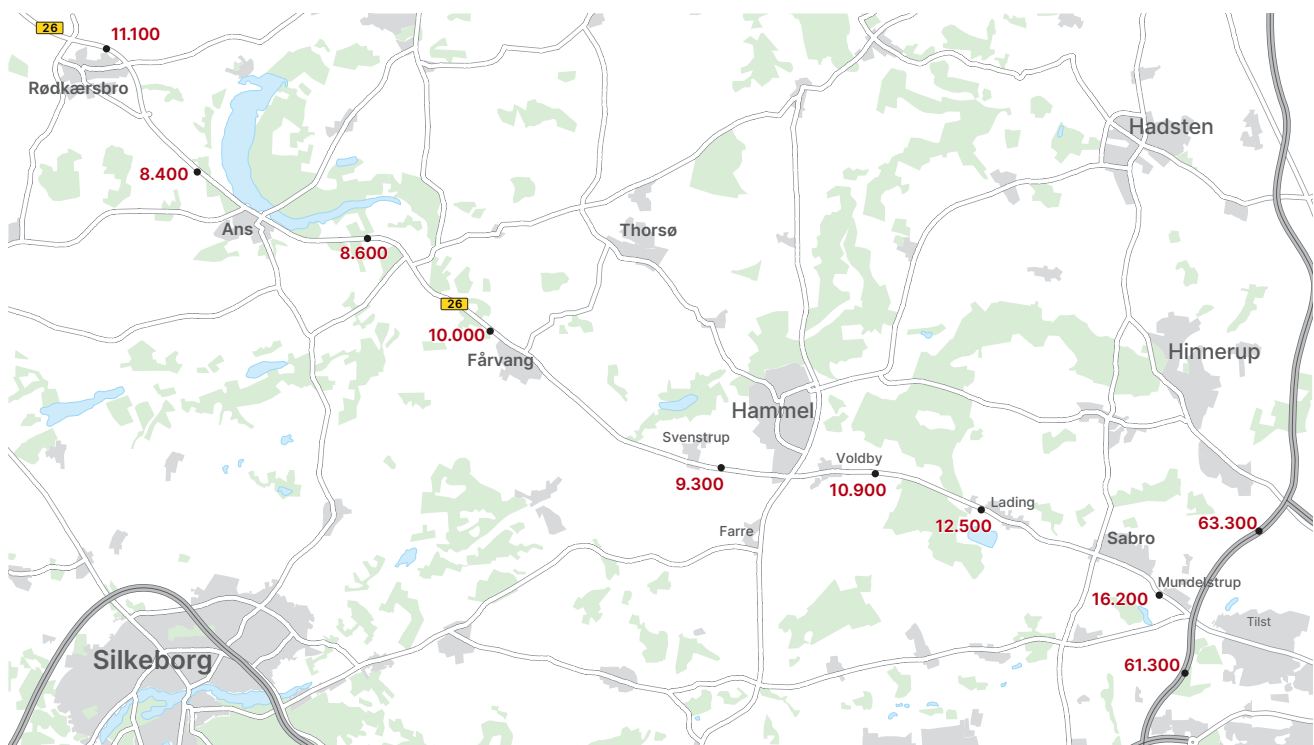 26
11.100
Rødkærsbro
Hadsten
8.400
Ans
Thorsø
8.600
26
10.000
Fårvang
Hinnerup
Hammel
Svenstrup
Voldby
9.300
10.900
Lading
12.500
63.300
Farre
Sabro
Mundelstrup
16.200
Tilst
Silkeborg
61.300